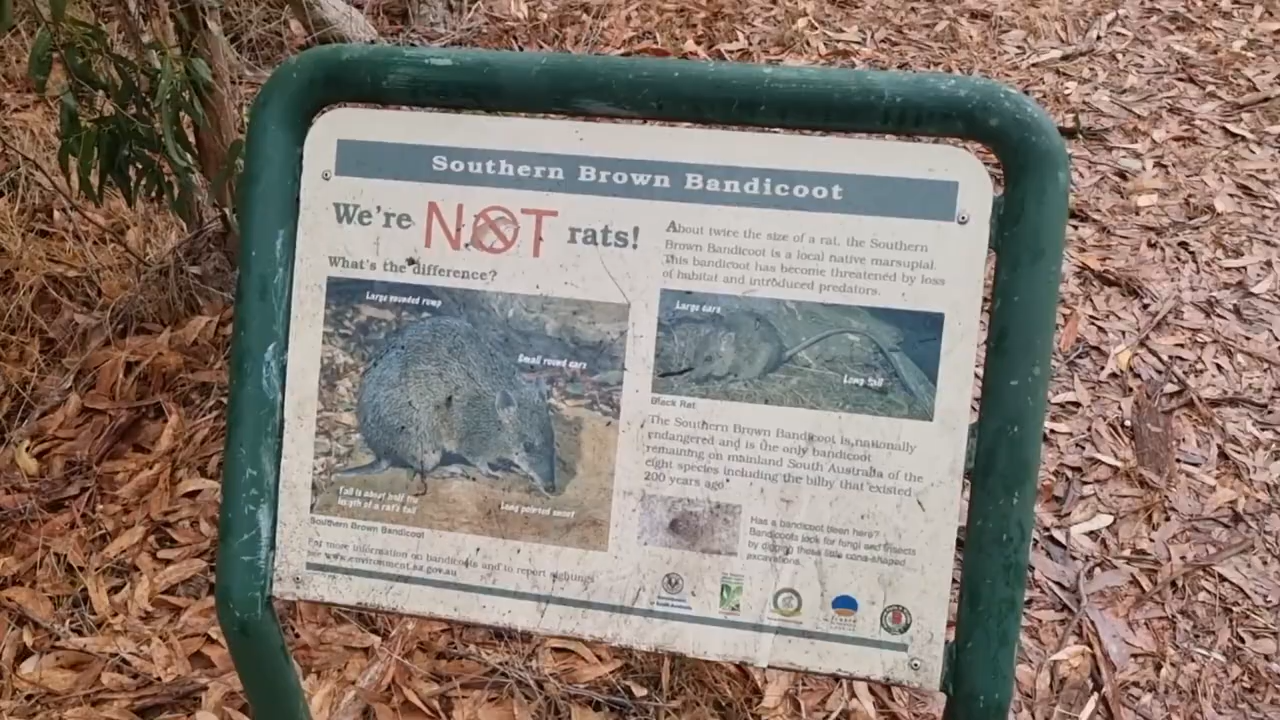 Southern Brown Bandicoot
We're NOT rats!
What's the difference?
Large rounded rump
Small round ears
Tail is about half the
length of a rat's tail
Long pointed snout
Southern Brown Bandicoot
For more information on bandicoots and to report sightings
see www.environment.sa.gov.au
About twice the size of a rat, the Southern
Brown Bandicoot is a local native marsupial.
This bandicoot has become threatened by loss
of habitat and introduced predators.
Large ears
Long tail
Black Rat
The Southern Brown Bandicoot is nationally
endangered and is the only bandicoot
remaining on mainland South Australia of the
eight species including the bilby that existed
200 years ago
Has a bandicoot been here?
Bandicoots look for fungi and insects
by digging these little cone-shaped
excavations.